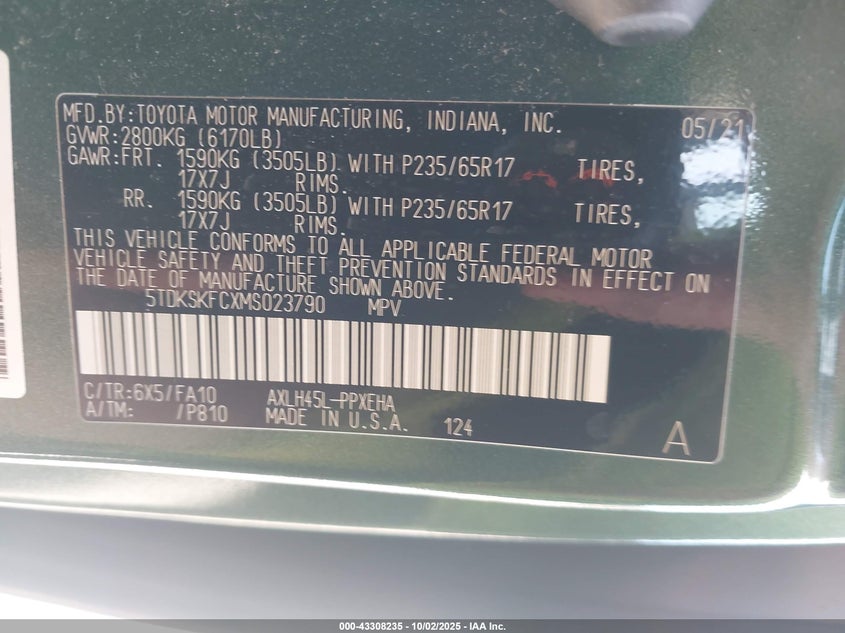 MFD.BY:TOYOTA MOTOR MANUFACTURING, INDIANA, INC. 05/21
GVWR:2800KG (6170LB)
GAWR:FRT. 1590KG (3505LB) WITH P235/65R17 TIRES,
17X7J RIMS.
RR. 1590KG (3505LB) WITH P235/65R17 TIRES,
17X7J RIMS.
THIS VEHICLE CONFORMS TO ALL APPLICABLE FEDERAL MOTOR
VEHICLE SAFETY AND THEFT PREVENTION STANDARDS IN EFFECT ON
THE DATE OF MANUFACTURE SHOWN ABOVE.
5TDKSKFCXMS023790 MPV
C/TR:6X5/FA10 AXLH45L-PPXEHA
A/TM: /P810 MADE IN U.S.A. 124 A
000-43308235 | 10/02/2025 | IAA Inc.